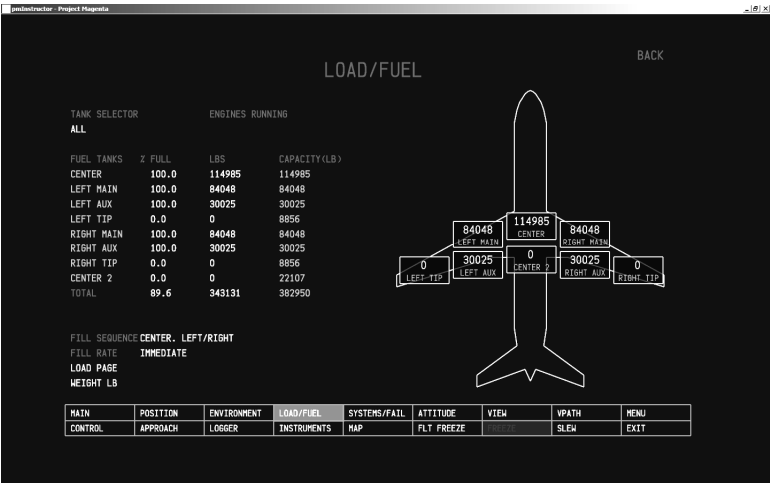 pmInstructor - Project Magenta
BACK
LOAD/FUEL
TANK SELECTOR ENGINES RUNNING
ALL
FUEL TANKS % FULL LBS CAPACITY(LB)
CENTER 100.0 114985 114985
LEFT MAIN 100.0 84048 84048
LEFT AUX 100.0 30025 30025
LEFT TIP 0.0 0 8856
RIGHT MAIN 100.0 84048 84048
RIGHT AUX 100.0 30025 30025
RIGHT TIP 0.0 0 8856
CENTER 2 0.0 0 22107
TOTAL 89.6 343131 382950
84048
LEFT MAIN
114985
CENTER
84048
RIGHT MAIN
0
LEFT TIP
30025
LEFT AUX
0
CENTER 2
30025
RIGHT AUX
0
RIGHT TIP
FILL SEQUENCE CENTER. LEFT/RIGHT
FILL RATE IMMEDIATE
LOAD PAGE
WEIGHT LB
MAIN POSITION ENVIRONMENT LOAD/FUEL SYSTEMS/FAIL ATTITUDE VIEW VPATH MENU
CONTROL APPROACH LOGGER INSTRUMENTS MAP FLT FREEZE FREEZE SLEW EXIT